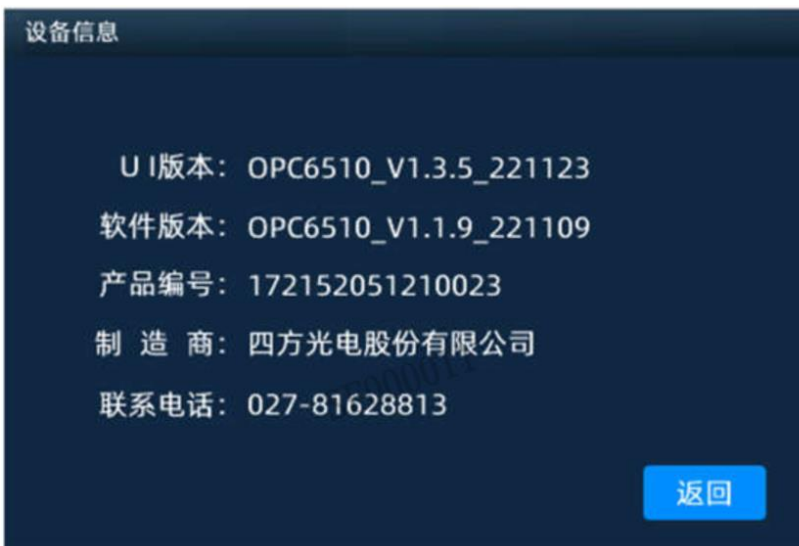 设备信息
UI版本：OPC6510_V1.3.5_221123
软件版本：OPC6510_V1.1.9_221109
产品编号：172152051210023
制 造 商：四方光电股份有限公司
联系电话：027-81628813
返回